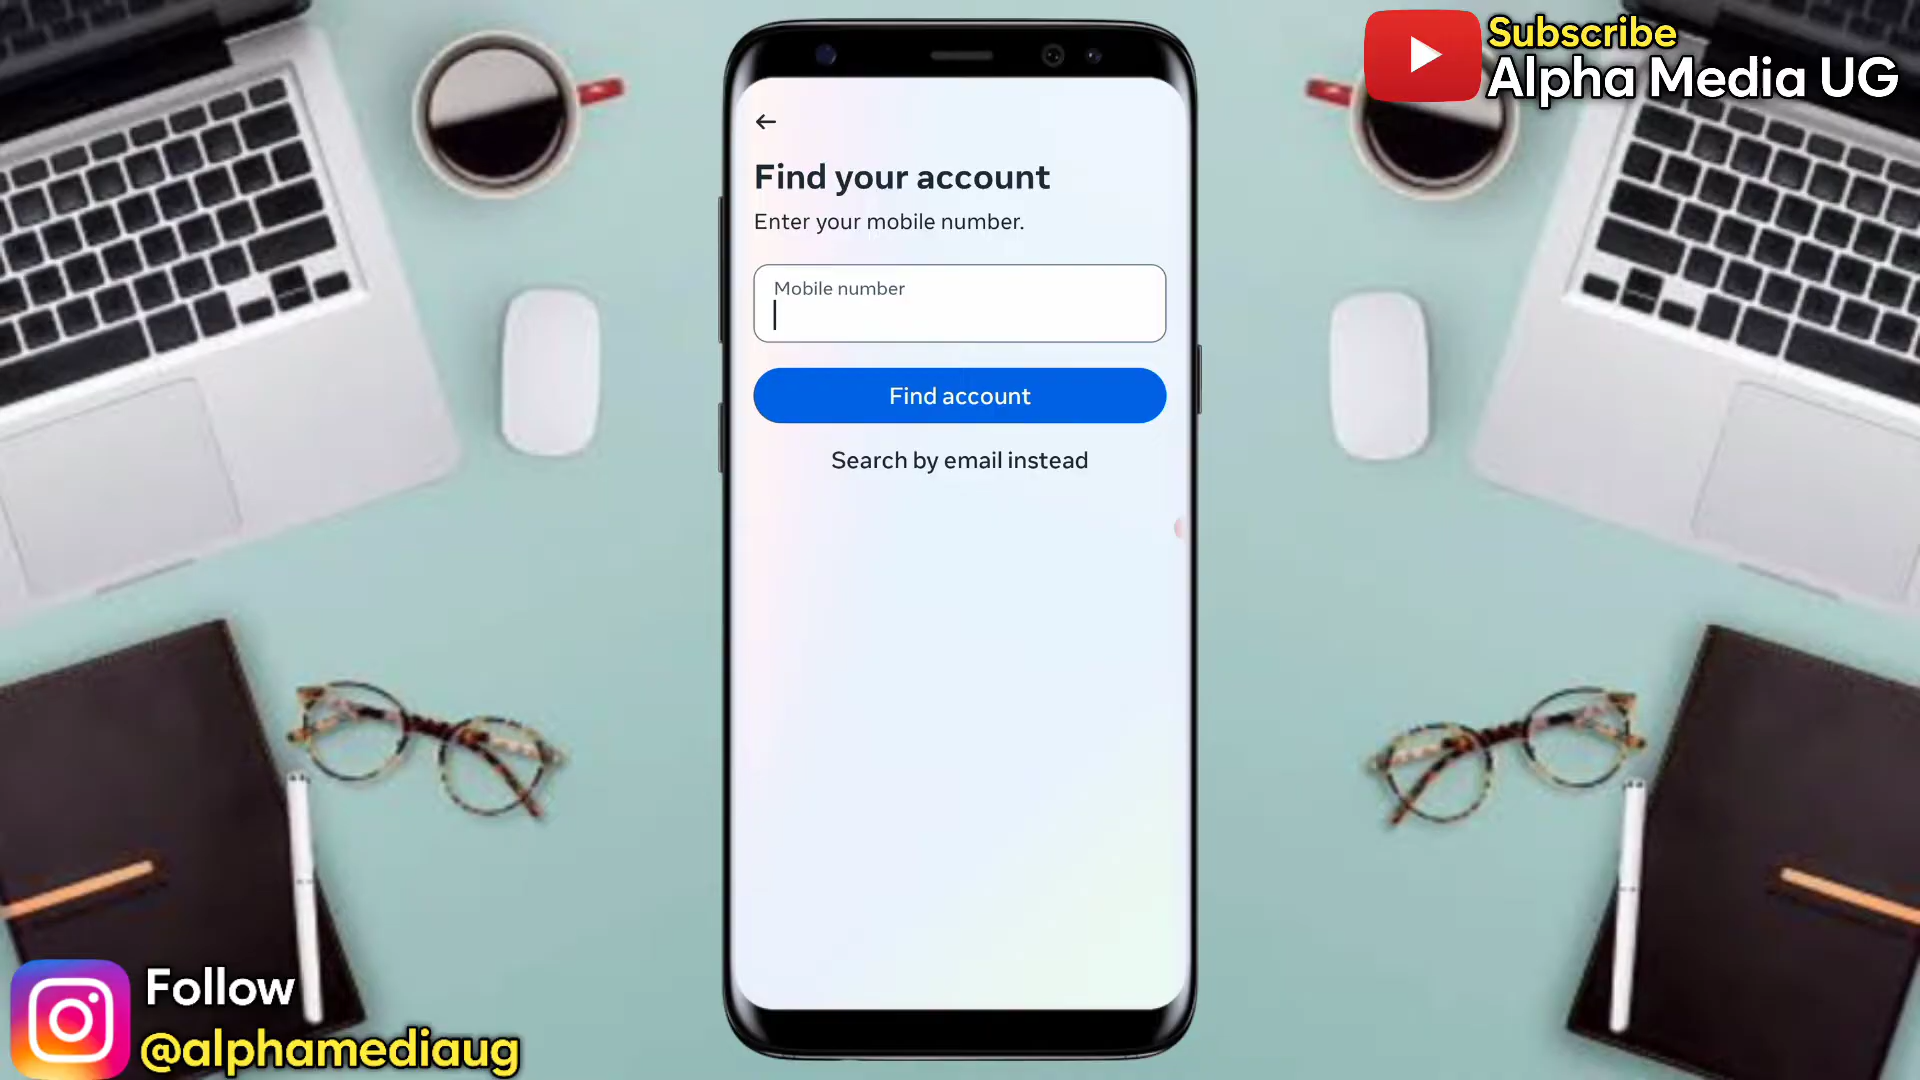 Subscribe
Alpha Media UG
Find your account
Enter your mobile number.
Mobile number
Find account
Search by email instead
Follow
@alphamediaug